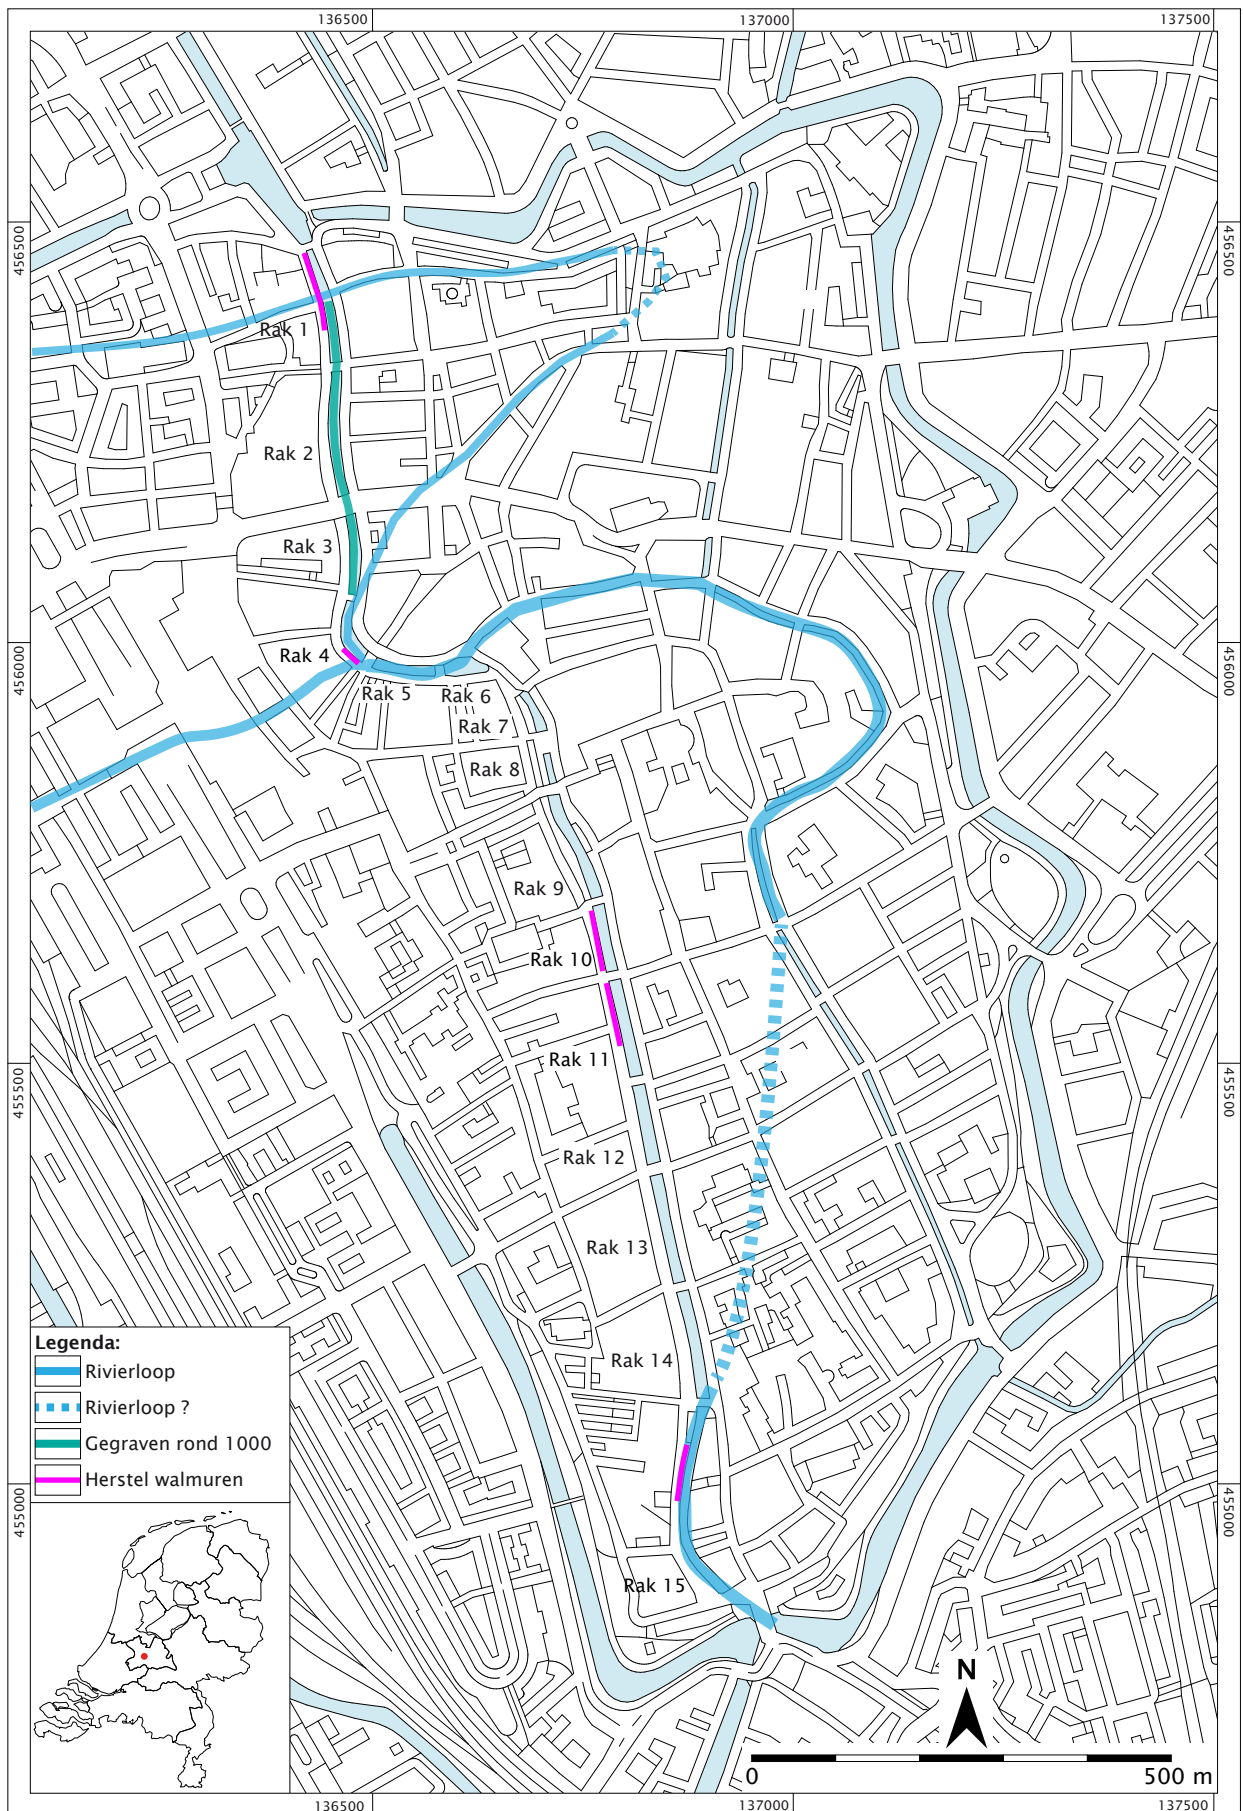 136500
137000
137500
456500
456500
Rak 1
Rak 2
Rak 3
Rak 4
Rak 5
Rak 6
Rak 7
Rak 8
456000
456000
Rak 9
Rak 10
Rak 11
455500
455500
Rak 12
Rak 13
Rak 14
Rak 15
Legenda:
Rivierloop
Rivierloop ?
Gegraven rond 1000
Herstel walmuren
455000
455000
N
0
500 m
136500
137000
137500